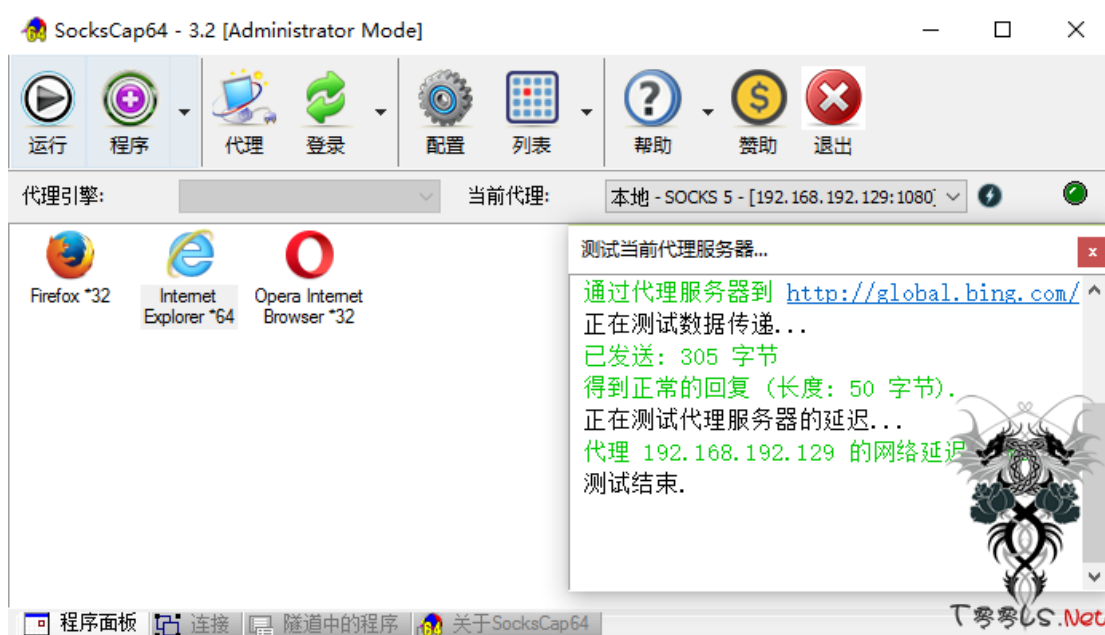 SocksCap64 - 3.2 [Administrator Mode]
运行 程序 代理 登录 配置 列表 帮助 赞助 退出
代理引擎: 当前代理: 本地 - SOCKS 5 - [192.168.192.129:1080]
Firefox *32
Internet Explorer *64
Opera Internet Browser *32
测试当前代理服务器...
通过代理服务器到 http://global.bing.com/
正在测试数据传递...
已发送: 305 字节
得到正常的回复 (长度: 50 字节).
正在测试代理服务器的延迟...
代理 192.168.192.129 的网络延迟
测试结束.
程序面板 连接 隧道中的程序 关于SocksCap64
.Net